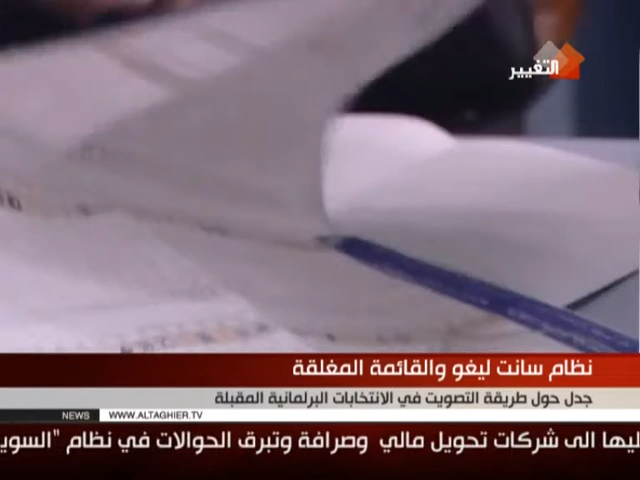 التغيير
نظام سانت ليغو والقائمة المغلقة
جدل حول طريقة التصويت في الانتخابات البرلمانية المقبلة
NEWS WWW.ALTAGHIER.TV
ليها الى شركات تحويل مالي وصرافة وتبرق الحوالات في نظام "السوي